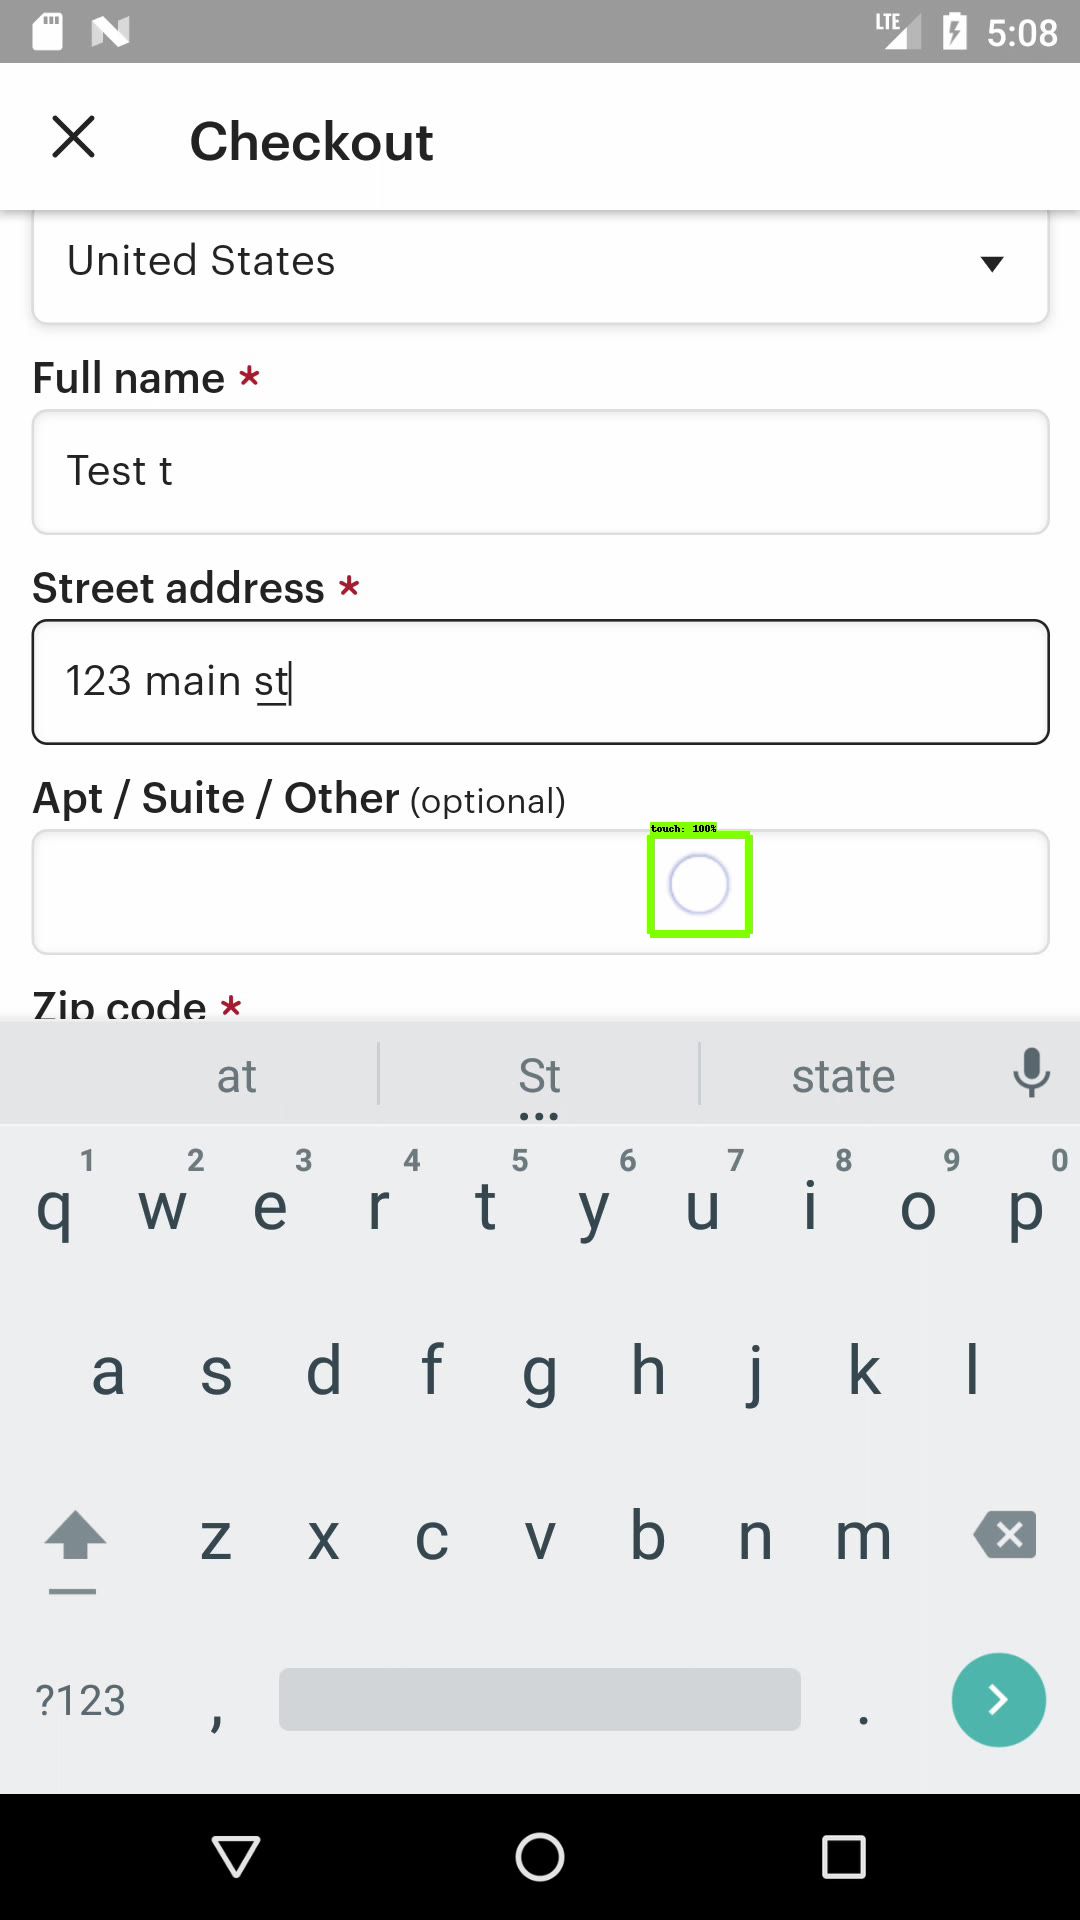 LTE 5:08
Checkout
United States
Full name *
Test t
Street address *
123 main st
Apt / Suite / Other (optional)
touch: 100%
Zip code *
at St state
1 2 3 4 5 6 7 8 9 0
q w e r t y u i o p
a s d f g h j k l
z x c v b n m
?123 , .